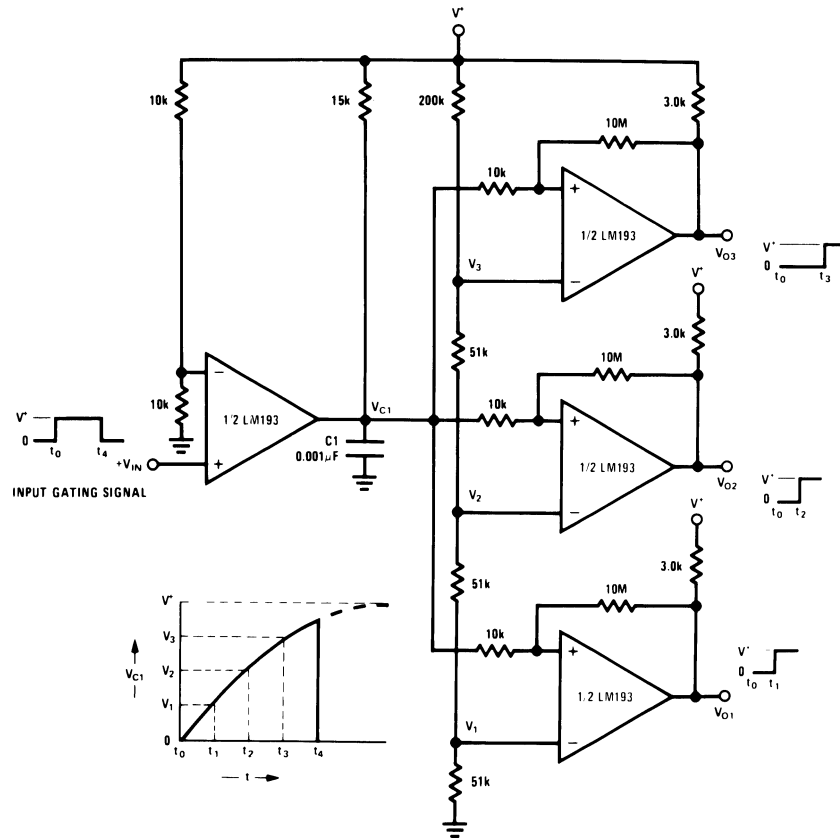 V+
10k
15k
200k
3.0k
10M
10k
+
1/2 LM193
−
VO3
V+
0
t0
t3
V3
V+
3.0k
51k
10M
10k
−
10k
+
1/2 LM193
VC1
C1
0.001μF
V+
0
t0
t4
+VIN
+
INPUT GATING SIGNAL
1/2 LM193
−
VO2
V+
0
t0
t2
V2
V+
3.0k
51k
10M
10k
+
1/2 LM193
−
VO1
V+
0
t0
t1
V1
51k
V+
V3
VC1
V2
V1
0
t0
t1
t2
t3
t4
t